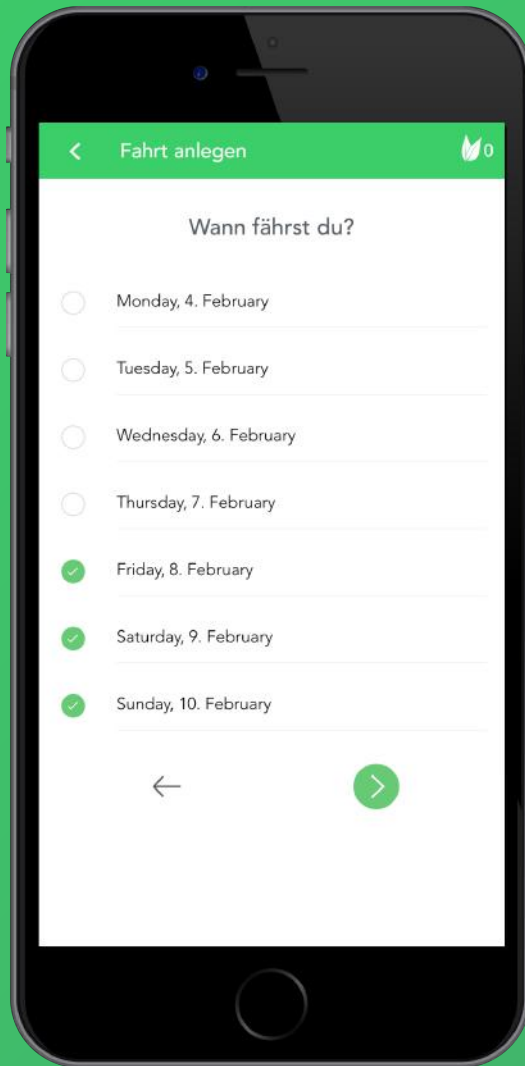 Fahrt anlegen
0
Wann fährst du?
Monday, 4. February
Tuesday, 5. February
Wednesday, 6. February
Thursday, 7. February
Friday, 8. February
Saturday, 9. February
Sunday, 10. February